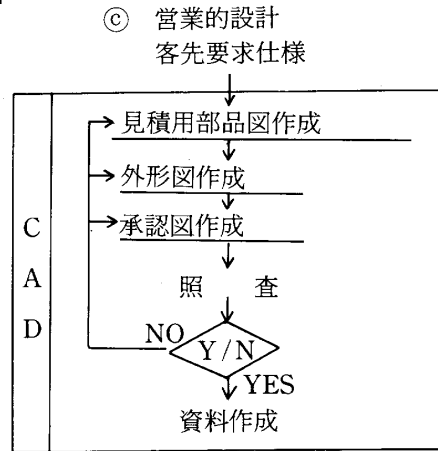 ⓒ 営業的設計
客先要求仕様
見積用部品図作成
外形図作成
承認図作成
照査
NO
Y/N
YES
資料作成
CAD